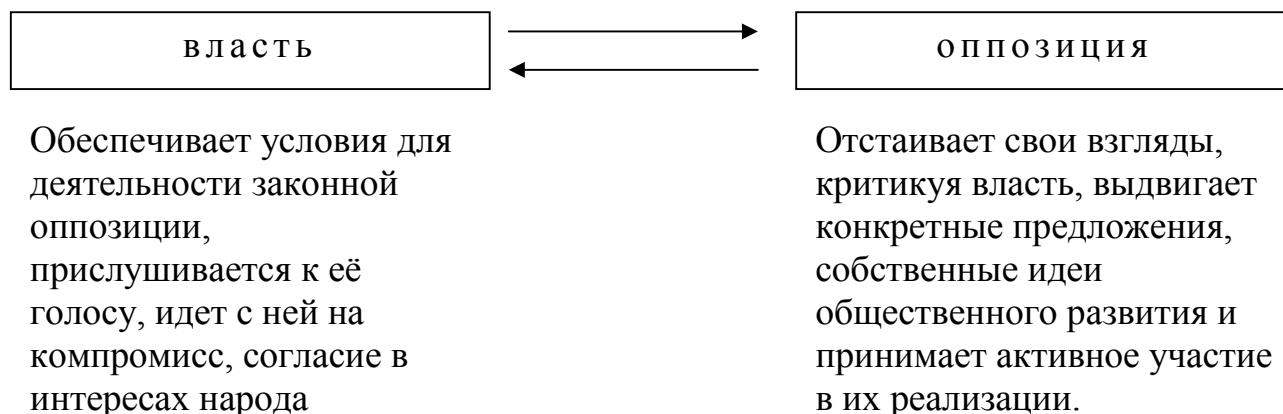 власть
оппозиция
Обеспечивает условия для
деятельности законной
оппозиции,
прислушивается к её
голосу, идет с ней на
компромисс, согласие в
интересах народа
Отстаивает свои взгляды,
критикуя власть, выдвигает
конкретные предложения,
собственные идеи
общественного развития и
принимает активное участие
в их реализации.